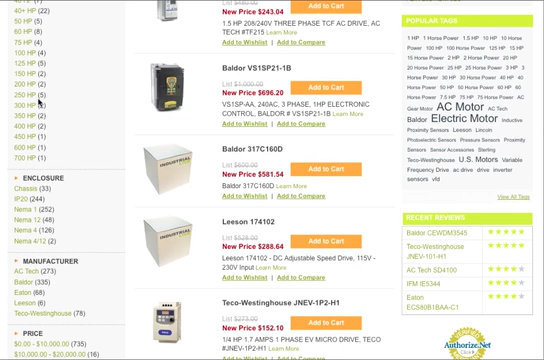 40+ HP (22)
50 HP (6)
60 HP (8)
75 HP (4)
100 HP (4)
125 HP (5)
150 HP (2)
200 HP (2)
250 HP (6)
300 HP
350 HP (2)
400 HP (2)
450 HP (1)
600 HP (1)
700 HP (1)
ENCLOSURE
Chassis (33)
IP20 (244)
Nema 1 (252)
Nema 12 (48)
Nema 4 (126)
Nema 4/12 (2)
MANUFACTURER
AC Tech (273)
Baldor (335)
Eaton (68)
Leeson (6)
Teco-Westinghouse (78)
PRICE
$0.00 - $10,000.00 (735)
$10,000.00 - $20,000.00 (16)
New Price $243.04
Add to Cart
1.5 HP 208/240V THREE PHASE TCF AC DRIVE, AC
TECH #TF215 Learn More
Add to Wishlist | Add to Compare
Baldor VS1SP21-1B
List $1,000.00
New Price $696.20
Add to Cart
VS1SP-AA, 240AC, 3 PHASE, 1HP ELECTRONIC
CONTROL, BALDOR # VS1SP21-1B Learn More
Add to Wishlist | Add to Compare
INDUSTRIAL
Baldor 317C160D
List $600.00
New Price $581.54
Add to Cart
Baldor 317C160D Learn More
Add to Wishlist | Add to Compare
INDUSTRIAL
Leeson 174102
List $528.00
New Price $288.64
Add to Cart
Leeson 174102 - DC Adjustable Speed Drive, 115V -
230V Input Learn More
Add to Wishlist | Add to Compare
Teco-Westinghouse JNEV-1P2-H1
List $273.00
New Price $152.10
Add to Cart
1/4 HP 1.7 AMPS 1 PHASE EV MICRO DRIVE, TECO
#JNEV-1P2-H1 Learn More
Add to Wishlist | Add to Compare
POPULAR TAGS
1 HP 1 Horse Power 1.5 HP 10 HP 10 Horse
Power 100 HP 100 Horse Power 125 HP 15 HP
15 Horse Power 2 HP 2 Horse Power 20 HP
20 Horse Power 25 HP 25 Horse Power 3 HP 3
Horse Power 30 HP 30 Horse Power 40 HP 40
Horse Power 50 HP 50 Horse Power 60 HP 60
Horse Power 7.5 HP 75 HP 75 Horse Power AC
Gear Motor AC Motor AC Tech
Baldor Electric Motor Inductive
Proximity Sensors Leeson Lincoln
Photoelectric Sensors Pressure Sensors Proximity
Sensors Sensor Accessories Sterling
Teco-Westinghouse U.S. Motors Variable
Frequency Drive ac drive drive inverter
sensors vfd
View All Tags
RECENT REVIEWS
Baldor CEWDM3545
Teco-Westinghouse
JNEV-101-H1
AC Tech SD4100
IFM IE5344
Eaton
ECS80B1BAA-C1
Authorize.Net
Click